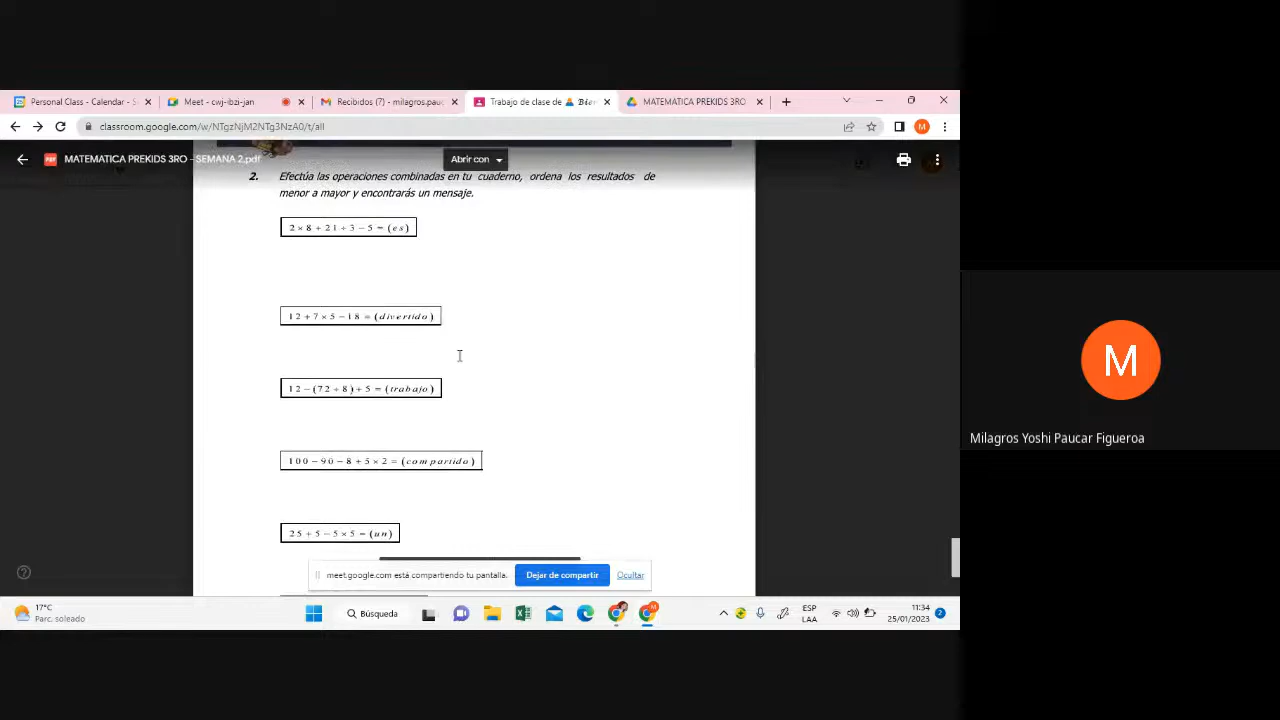 Personal Class - Calendar - S
Meet - cwj-ibzi-jan
Recibidos (7) - milagros.pauc
Trabajo de clase de 🏝 Bien
MATEMATICA PREKIDS 3RO
classroom.google.com/w/NTgzNjM2NTg3NzA0/t/all
M
MATEMATICA PREKIDS 3RO - SEMANA 2.pdf
Abrir con
2. Efectúa las operaciones combinadas en tu cuaderno, ordena los resultados de
menor a mayor y encontrarás un mensaje.
2 × 8 + 21 ÷ 3 – 5 = (es)
12 + 7 × 5 – 18 = (divertido)
12 – (72 ÷ 8) + 5 = (trabajo)
100 – 90 – 8 + 5 × 2 = (compartido)
25 + 5 – 5 × 5 = (un)
meet.google.com está compartiendo tu pantalla.
Dejar de compartir
Ocultar
17°C
Parc. soleado
Búsqueda
ESP
LAA
11:34
25/01/2023
2
M
Milagros Yoshi Paucar Figueroa